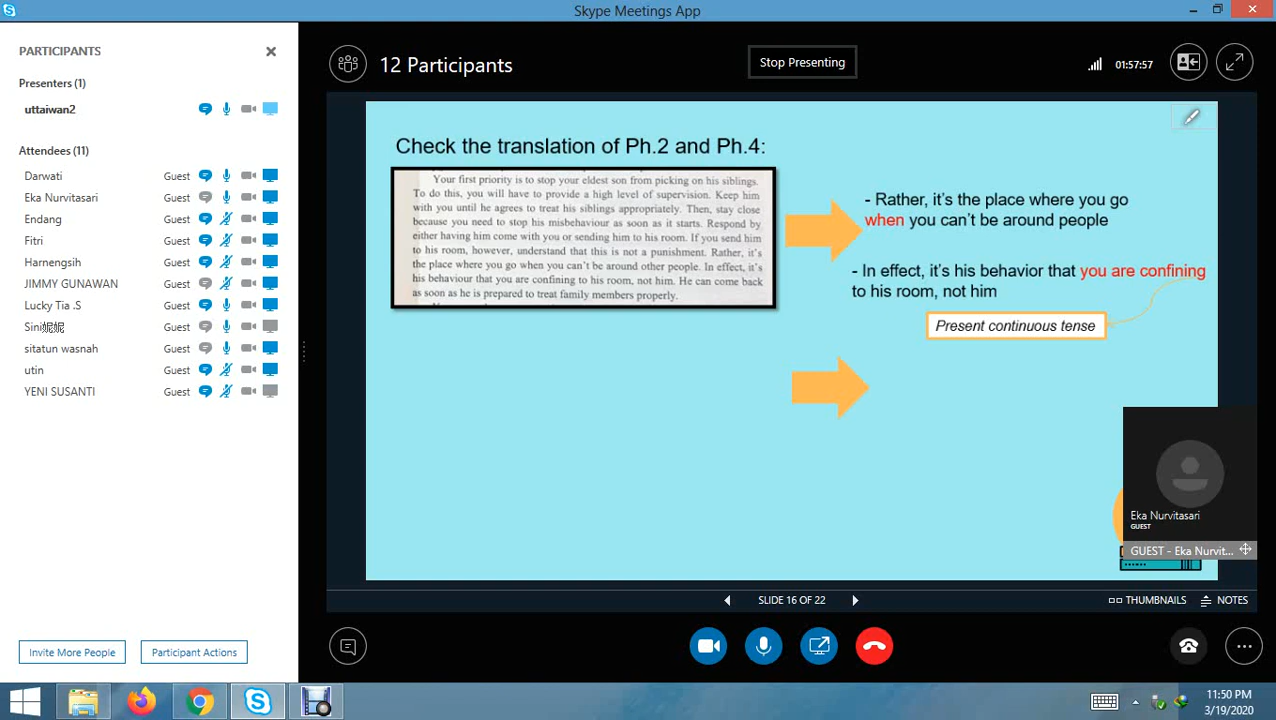 Skype Meetings App
PARTICIPANTS
Presenters (1)
uttaiwan2
Attendees (11)
Darwati Guest
Eka Nurvitasari Guest
Endang Guest
Fitri Guest
Harnengsih Guest
JIMMY GUNAWAN Guest
Lucky Tia .S Guest
Sini妮妮 Guest
sitatun wasnah Guest
utin Guest
YENI SUSANTI Guest
Invite More People
Participant Actions
12 Participants
Stop Presenting
01:57:57
Check the translation of Ph.2 and Ph.4:
Your first priority is to stop your eldest son from picking on his siblings.
To do this, you will have to provide a high level of supervision. Keep him
with you until he agrees to treat his siblings appropriately. Then, stay close
because you need to stop his misbehaviour as soon as it starts. Respond by
either having him come with you or sending him to his room. If you send him
to his room, however, understand that this is not a punishment. Rather, it's
the place where you go when you can't be around other people. In effect, it's
his behaviour that you are confining to his room, not him. He can come back
as soon as he is prepared to treat family members properly.
- Rather, it's the place where you go
when you can't be around people
- In effect, it's his behavior that you are confining
to his room, not him
Present continuous tense
Eka Nurvitasari
GUEST
GUEST - Eka Nurvit...
SLIDE 16 OF 22
THUMBNAILS
NOTES
11:50 PM
3/19/2020